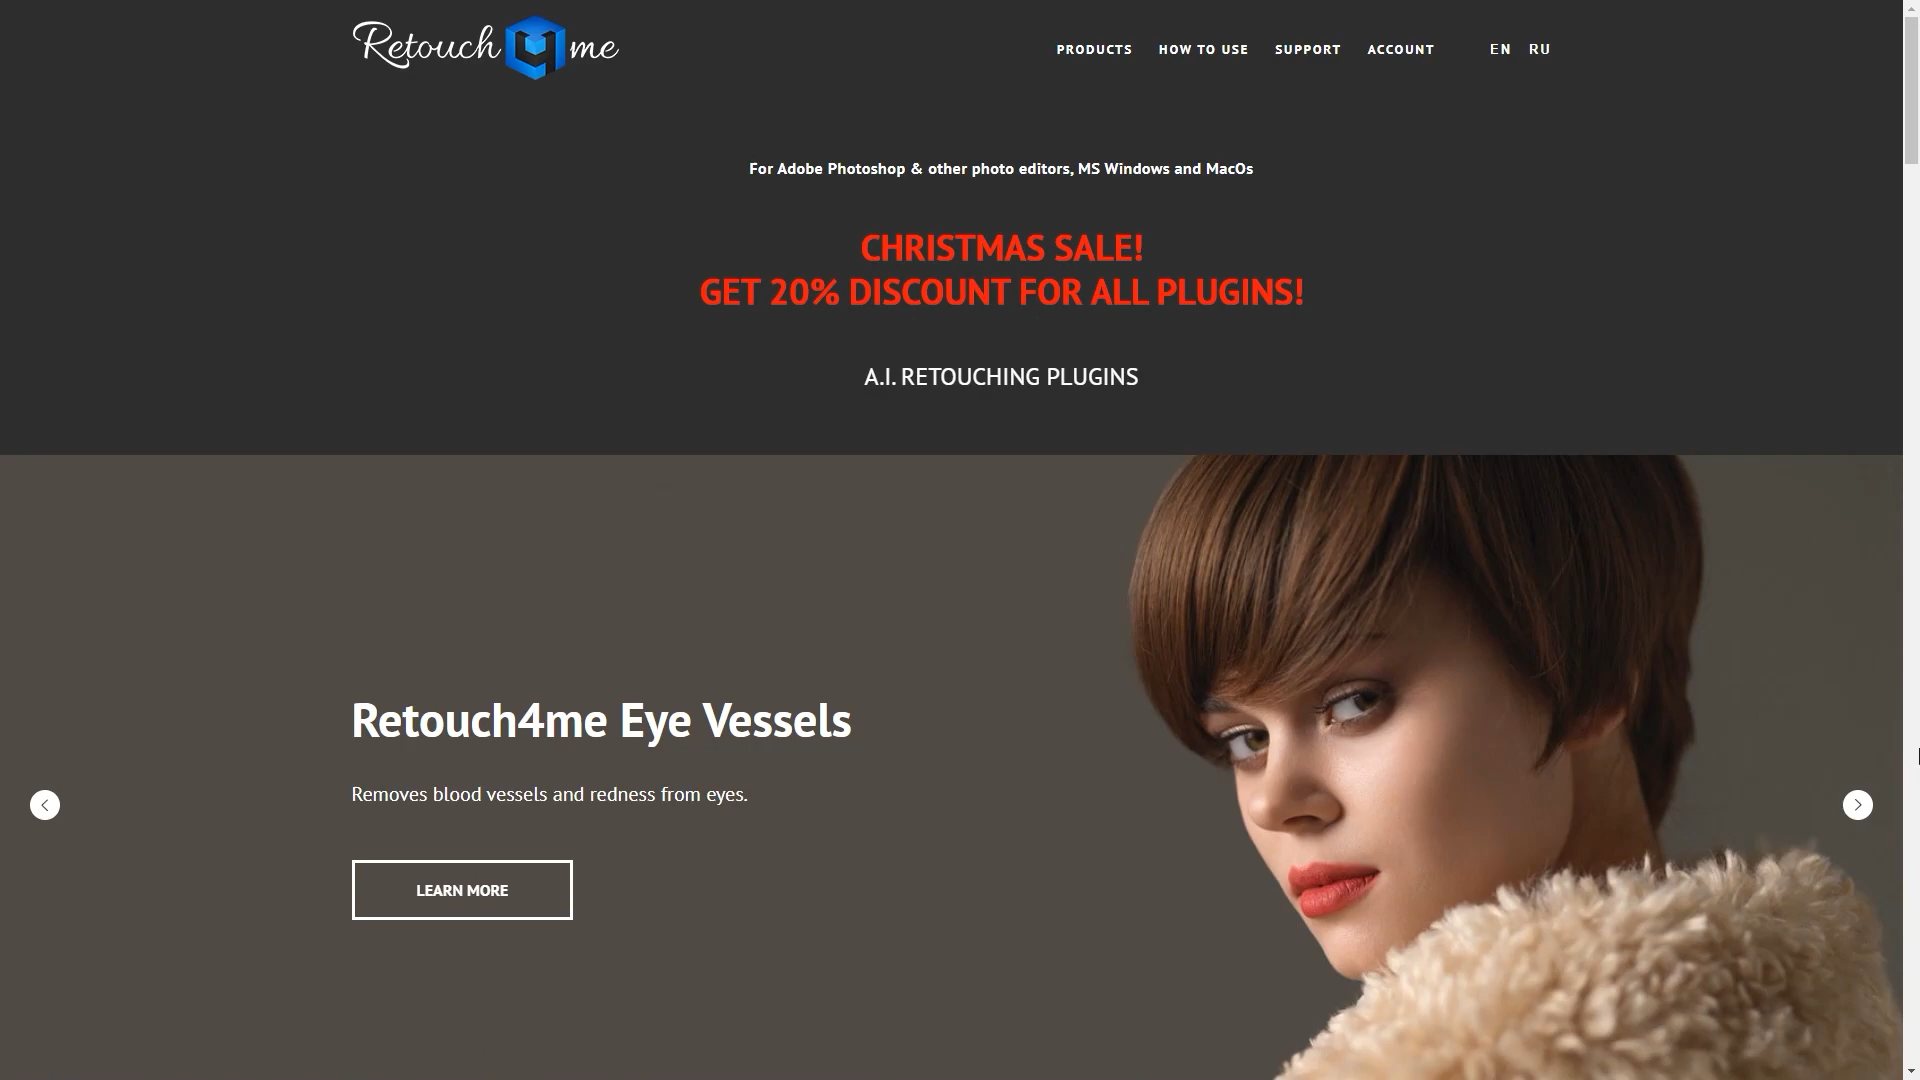 Retouch4me
PRODUCTS HOW TO USE SUPPORT ACCOUNT EN RU
For Adobe Photoshop & other photo editors, MS Windows and MacOs
CHRISTMAS SALE!
GET 20% DISCOUNT FOR ALL PLUGINS!
A.I. RETOUCHING PLUGINS
Retouch4me Eye Vessels
Removes blood vessels and redness from eyes.
LEARN MORE